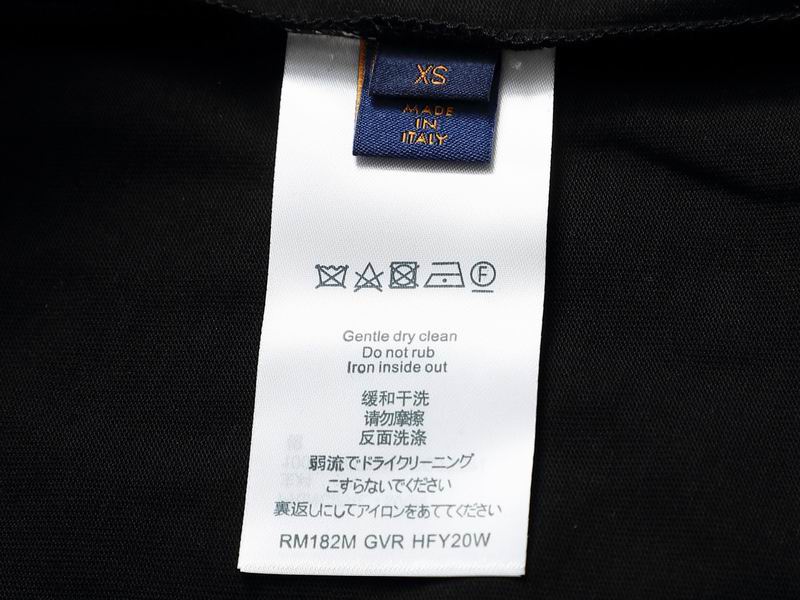 XS
MADE
IN
ITALY
F
Gentle dry clean
Do not rub
Iron inside out
缓和干洗
请勿摩擦
反面洗涤
弱流でドライクリーニング
こすらないでください
裏返しにしてアイロンをあててください
RM182M GVR HFY20W